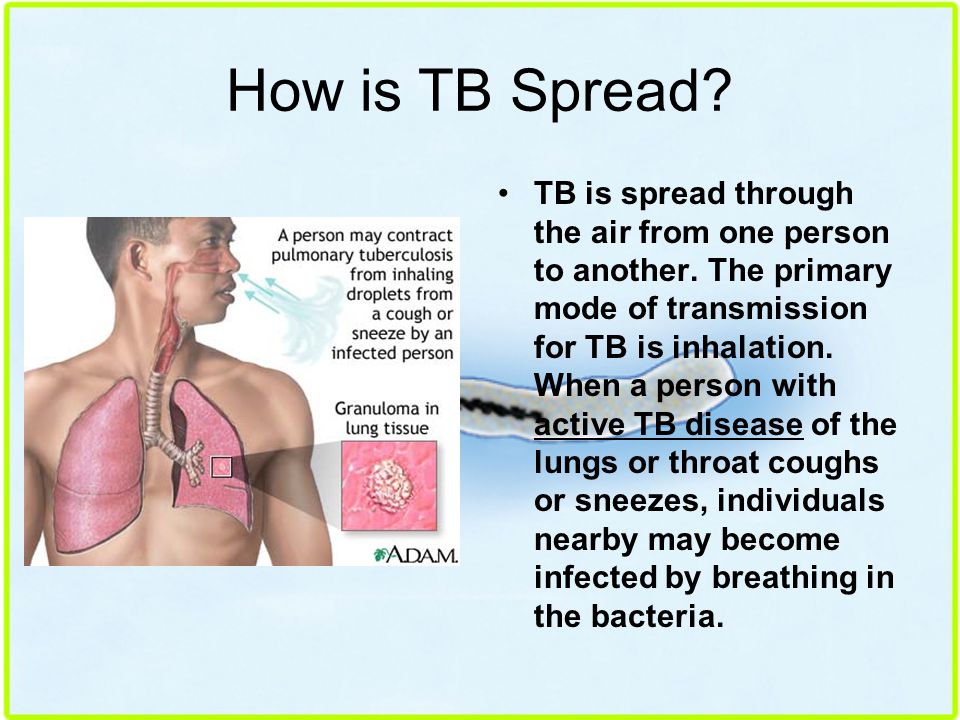 How is TB Spread?
A person may contract
pulmonary tuberculosis
from inhaling
droplets from
a cough or
sneeze by an
infected person
Granuloma in
lung tissue
ADAM.
• TB is spread through
the air from one person
to another. The primary
mode of transmission
for TB is inhalation.
When a person with
active TB disease of the
lungs or throat coughs
or sneezes, individuals
nearby may become
infected by breathing in
the bacteria.